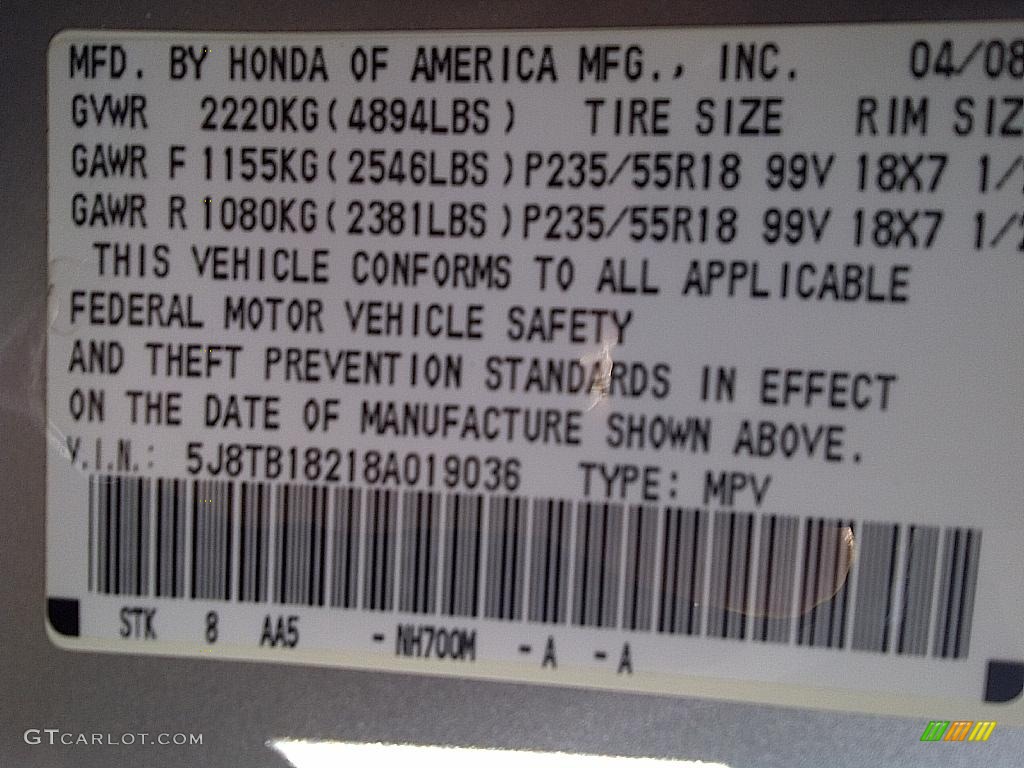 MFD. BY HONDA OF AMERICA MFG., INC. 04/08
GVWR 2220KG(4894LBS) TIRE SIZE RIM SIZ
GAWR F 1155KG(2546LBS)P235/55R18 99V 18X7 1/
GAWR R 1080KG(2381LBS)P235/55R18 99V 18X7 1/2
THIS VEHICLE CONFORMS TO ALL APPLICABLE
FEDERAL MOTOR VEHICLE SAFETY
AND THEFT PREVENTION STANDARDS IN EFFECT
ON THE DATE OF MANUFACTURE SHOWN ABOVE.
V.I.N.: 5J8TB18218A019036 TYPE: MPV
STK 8 AA5 -NH700M -A -A
GTCARLOT.COM